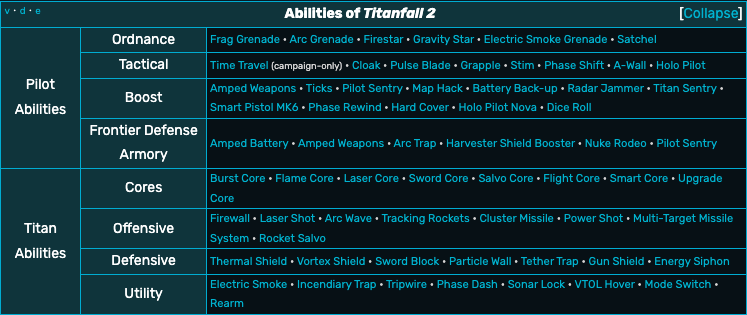 v · d · e
Abilities of Titanfall 2
[Collapse]
Pilot
Abilities
Ordnance
Frag Grenade • Arc Grenade • Firestar • Gravity Star • Electric Smoke Grenade • Satchel
Tactical
Time Travel (campaign-only) • Cloak • Pulse Blade • Grapple • Stim • Phase Shift • A-Wall • Holo Pilot
Boost
Amped Weapons • Ticks • Pilot Sentry • Map Hack • Battery Back-up • Radar Jammer • Titan Sentry •
Smart Pistol MK6 • Phase Rewind • Hard Cover • Holo Pilot Nova • Dice Roll
Frontier Defense
Armory
Amped Battery • Amped Weapons • Arc Trap • Harvester Shield Booster • Nuke Rodeo • Pilot Sentry
Titan
Abilities
Cores
Burst Core • Flame Core • Laser Core • Sword Core • Salvo Core • Flight Core • Smart Core • Upgrade
Core
Offensive
Firewall • Laser Shot • Arc Wave • Tracking Rockets • Cluster Missile • Power Shot • Multi-Target Missile
System • Rocket Salvo
Defensive
Thermal Shield • Vortex Shield • Sword Block • Particle Wall • Tether Trap • Gun Shield • Energy Siphon
Utility
Electric Smoke • Incendiary Trap • Tripwire • Phase Dash • Sonar Lock • VTOL Hover • Mode Switch •
Rearm